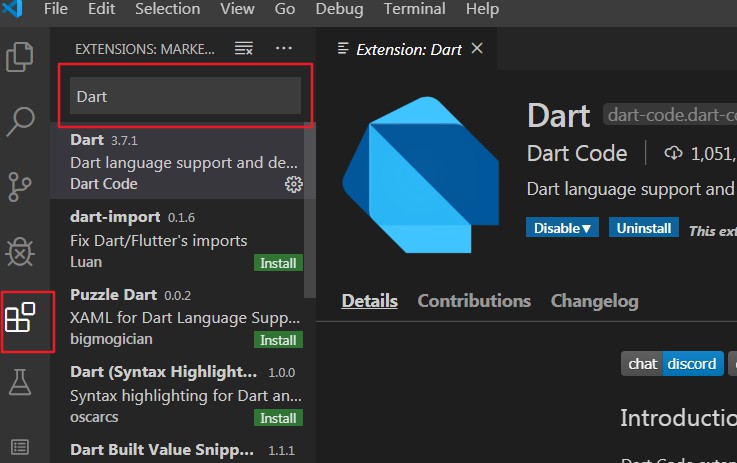 File Edit Selection View Go Debug Terminal Help
EXTENSIONS: MARKE...
Extension: Dart
Dart
Dart 3.7.1
Dart language support and de...
Dart Code
dart-import 0.1.6
Fix Dart/Flutter's imports
Luan Install
Puzzle Dart 0.0.2
XAML for Dart Language Supp...
bigmogician Install
Dart (Syntax Highlight... 1.0.0
Syntax highlighting for Dart an...
oscarcs Install
Dart Built Value Snipp... 1.1.1
Dart dart-code.dart-co
Dart Code 1,051,
Dart language support and
Disable Uninstall This ext
Details Contributions Changelog
chat discord
Introductio